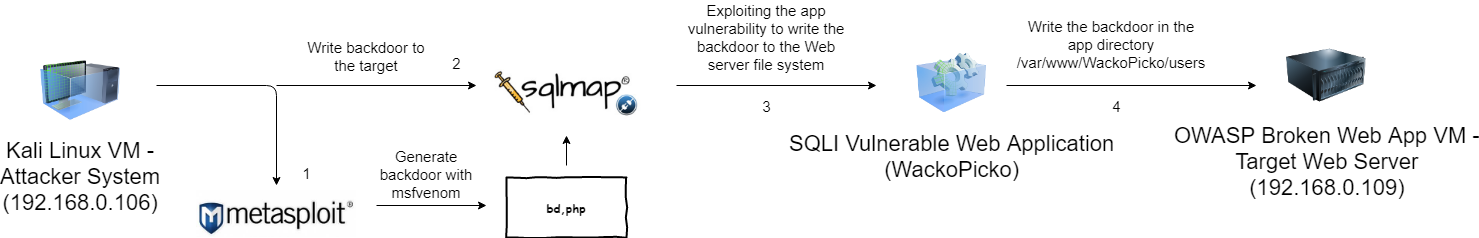 Kali Linux VM -
Attacker System
(192.168.0.106)
Write backdoor to
the target
2
1
metasploit®
Generate
backdoor with
msfvenom
sqlmap®
bd,php
Exploiting the app
vulnerability to write the
backdoor to the Web
server file system
3
SQLI Vulnerable Web Application
(WackoPicko)
Write the backdoor in the
app directory
/var/www/WackoPicko/users
4
OWASP Broken Web App VM -
Target Web Server
(192.168.0.109)